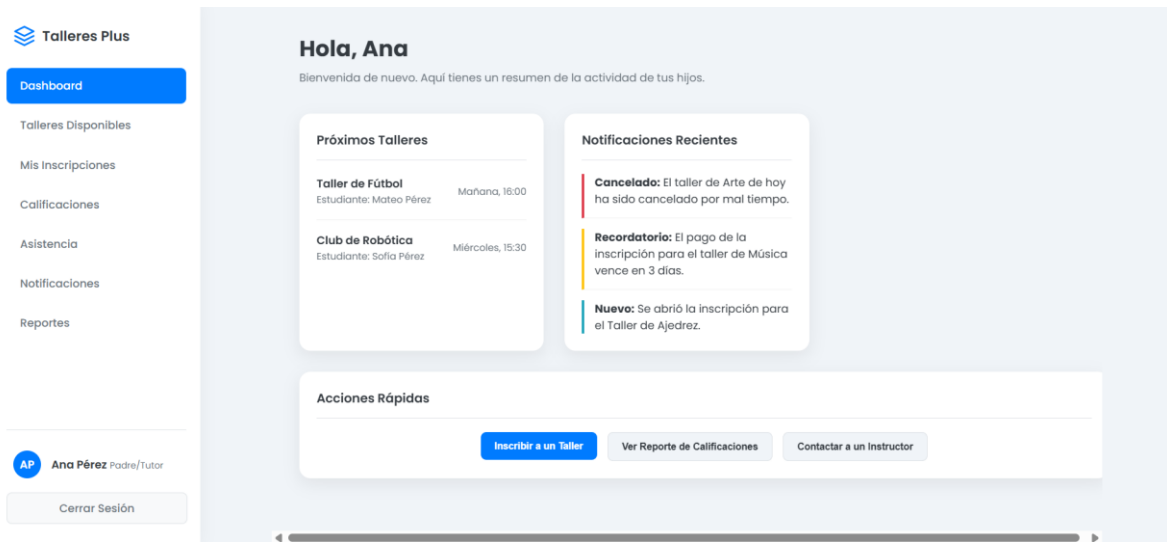 Talleres Plus
Dashboard
Talleres Disponibles
Mis Inscripciones
Calificaciones
Asistencia
Notificaciones
Reportes
AP Ana Pérez Padre/Tutor
Cerrar Sesión
Hola, Ana
Bienvenida de nuevo. Aquí tienes un resumen de la actividad de tus hijos.
Próximos Talleres
Taller de Fútbol
Estudiante: Mateo Pérez
Mañana, 16:00
Club de Robótica
Estudiante: Sofía Pérez
Miércoles, 15:30
Notificaciones Recientes
Cancelado: El taller de Arte de hoy
ha sido cancelado por mal tiempo.
Recordatorio: El pago de la
inscripción para el taller de Música
vence en 3 días.
Nuevo: Se abrió la inscripción para
el Taller de Ajedrez.
Acciones Rápidas
Inscribir a un Taller
Ver Reporte de Calificaciones
Contactar a un Instructor